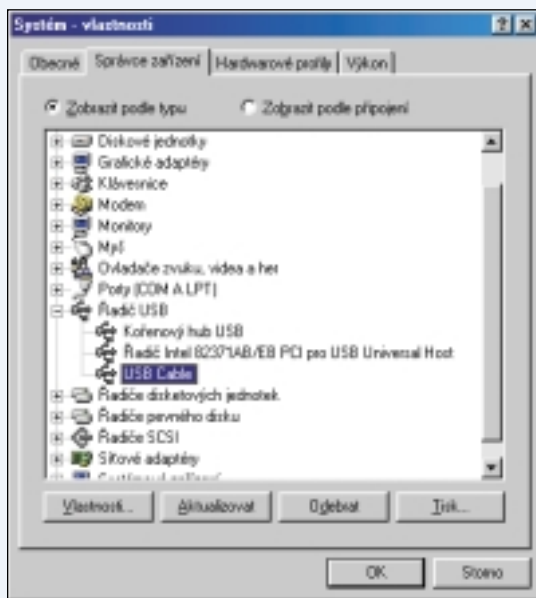 Systém - vlastnosti
Obecné Správce zařízení Hardwarové profily Výkon
Zobrazit podle typu Zobrazit podle připojení
Diskové jednotky
Grafické adaptéry
Klávesnice
Modem
Monitory
Myš
Ovladače zvuku, videa a her
Porty (COM A LPT)
Řadič USB
Kořenový hub USB
Řadič Intel 82371AB/EB PCI pro USB Universal Host
USB Cable
Řadiče disketových jednotek
Řadiče pevného disku
Řadiče SCSI
Síťové adaptéry
Vlastnosti... Aktualizovat Odebrat Tisk...
OK Storno